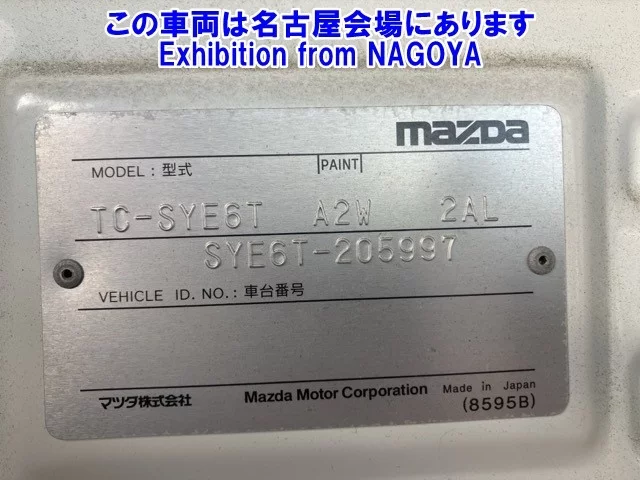 この車両は名古屋会場にあります
Exhibition from NAGOYA
mazda
MODEL : 型式 PAINT
TC-SYE6T A2W 2AL
SYE6T-205997
VEHICLE ID. NO. : 車台番号
マツダ株式会社 Mazda Motor Corporation Made in Japan
(8595B)